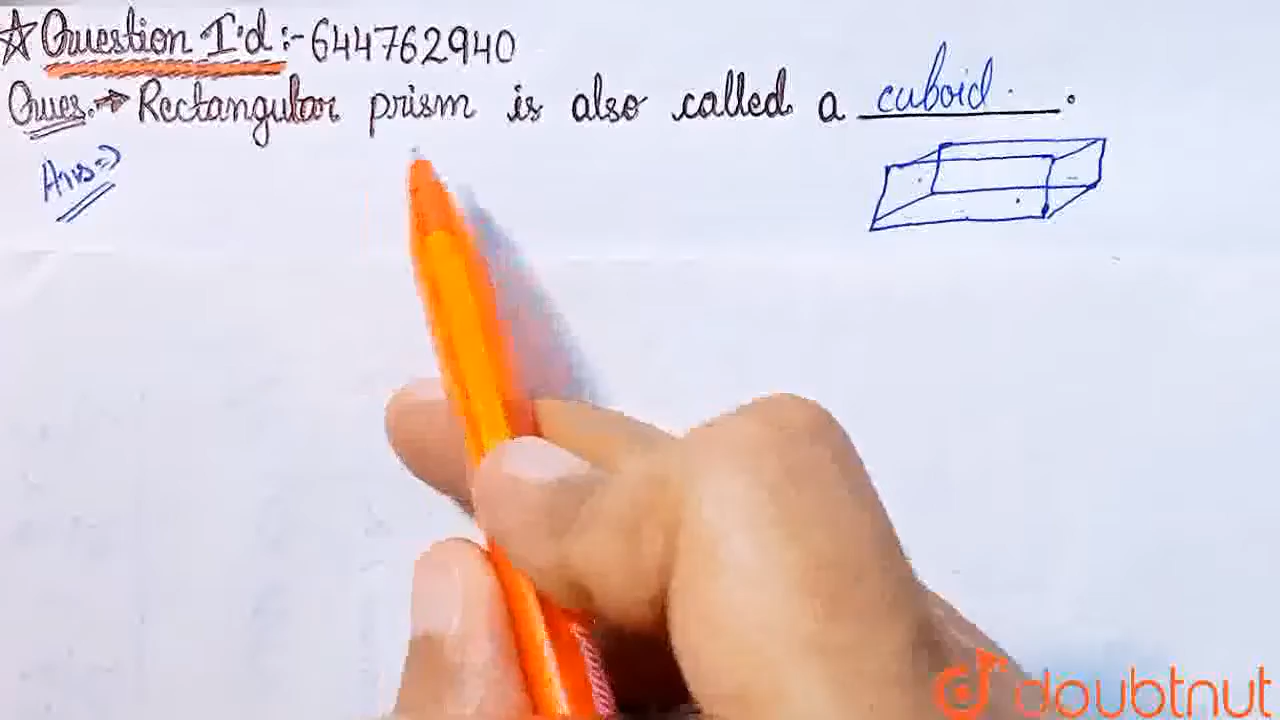 ☆ Question I'd :- 644762940
Ques. → Rectangular prism is also called a cuboid.
Ans ⇒
doubtnut